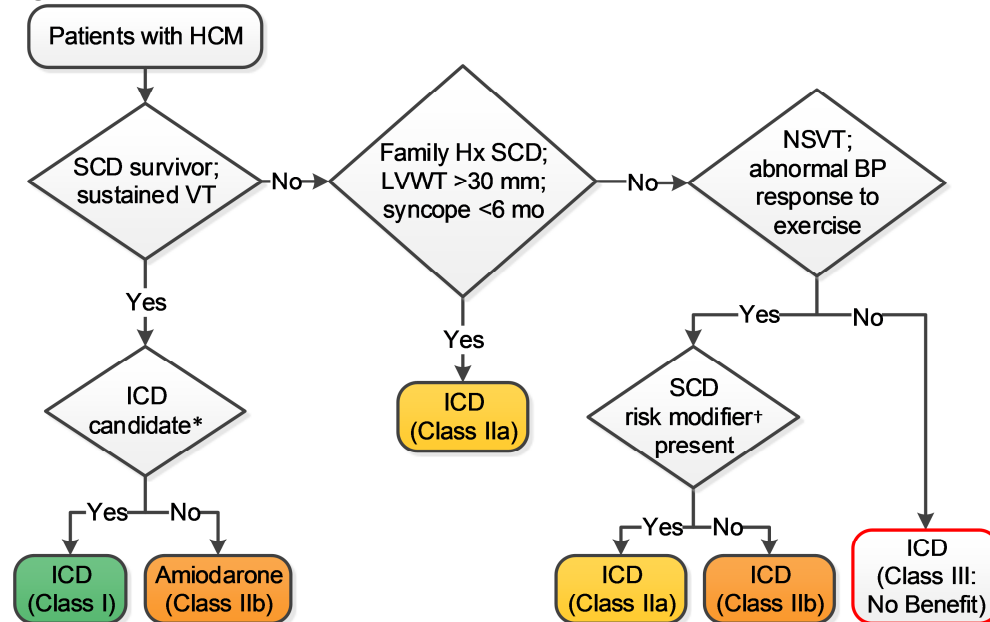 Patients with HCM
SCD survivor;
sustained VT
No
Family Hx SCD;
LVWT >30 mm;
syncope <6 mo
No
NSVT;
abnormal BP
response to
exercise
Yes
ICD
candidate*
Yes
No
ICD
(Class I)
Amiodarone
(Class IIb)
Yes
ICD
(Class IIa)
Yes
No
SCD
risk modifier†
present
Yes
No
ICD
(Class IIa)
ICD
(Class IIb)
ICD
(Class III:
No Benefit)